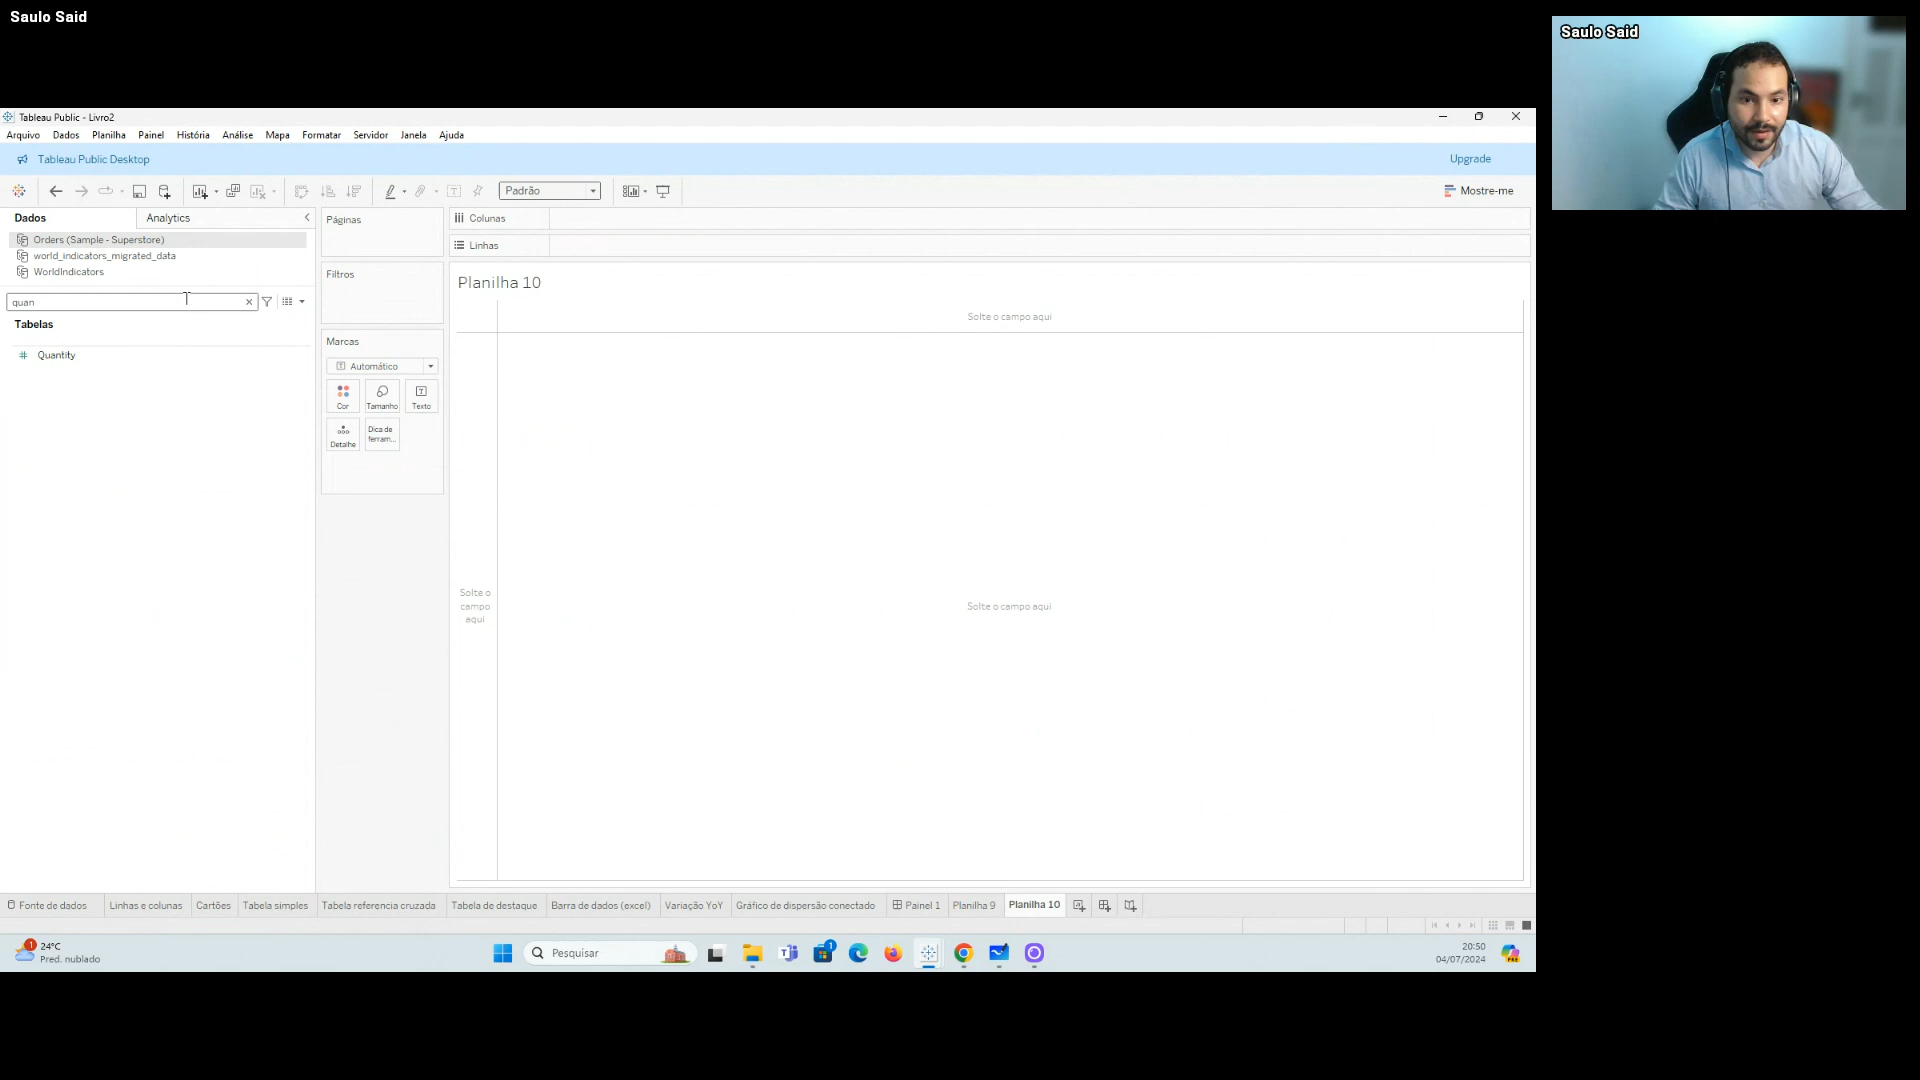 Saulo Said
Saulo Said
Tableau Public - Livro2
Arquivo Dados Planilha Painel História Análise Mapa Formatar Servidor Janela Ajuda
Tableau Public Desktop
Upgrade
Padrão
Mostre-me
Dados
Analytics
Orders (Sample - Superstore)
world_indicators_migrated_data
WorldIndicators
quan
Tabelas
Quantity
Páginas
Filtros
Marcas
Automático
Cor
Tamanho
Texto
Detalhe
Dica de
ferram...
Colunas
Linhas
Planilha 10
Solte o campo aqui
Solte o
campo
aqui
Solte o campo aqui
Fonte de dados
Linhas e colunas
Cartões
Tabela simples
Tabela referencia cruzada
Tabela de destaque
Barra de dados (excel)
Variação YoY
Gráfico de dispersão conectado
Painel 1
Planilha 9
Planilha 10
1
24°C
Pred. nublado
Pesquisar
1
20:50
04/07/2024
PRE